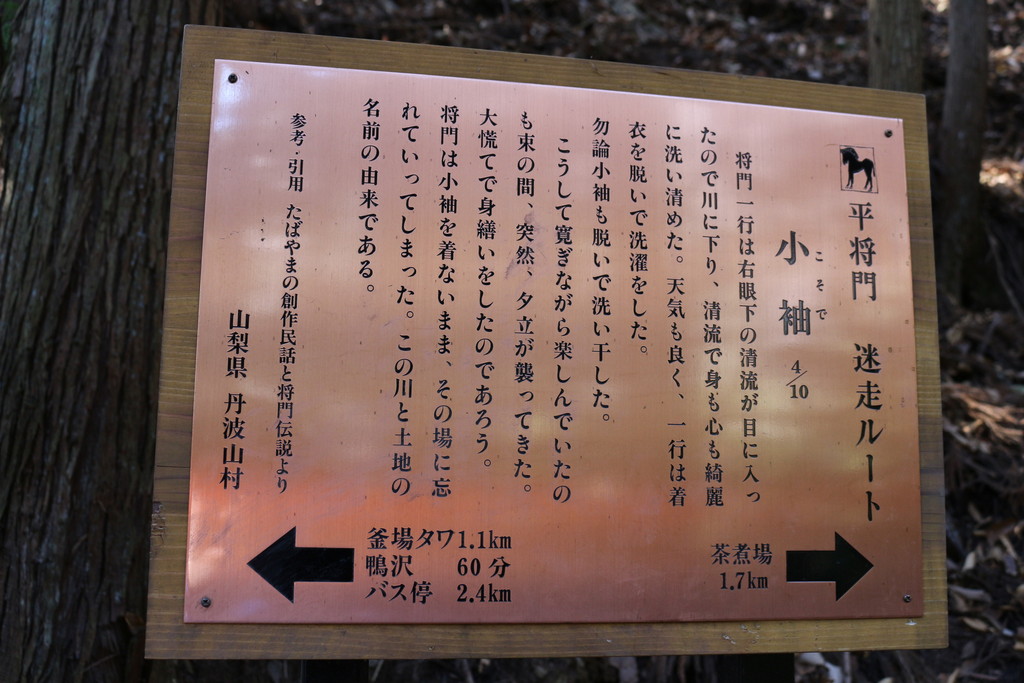 平将門 迷走ルート
小袖 4/10
こそで
将門一行は右眼下の清流が目に入っ
たので川に下り、清流で身も心も綺麗
に洗い清めた。天気も良く、一行は着
衣を脱いで洗濯をした。
勿論小袖も脱いで洗い干した。
こうして寛ぎながら楽しんでいたの
も束の間、突然、夕立が襲ってきた。
大慌てで身繕いをしたのであろう。
将門は小袖を着ないまま、その場に忘
れていってしまった。この川と土地の
名前の由来である。
参考・引用 たばやまの創作民話と将門伝説より
山梨県 丹波山村
釜場タワ1.1km
鴨沢 60分
バス停 2.4km
茶煮場
1.7km